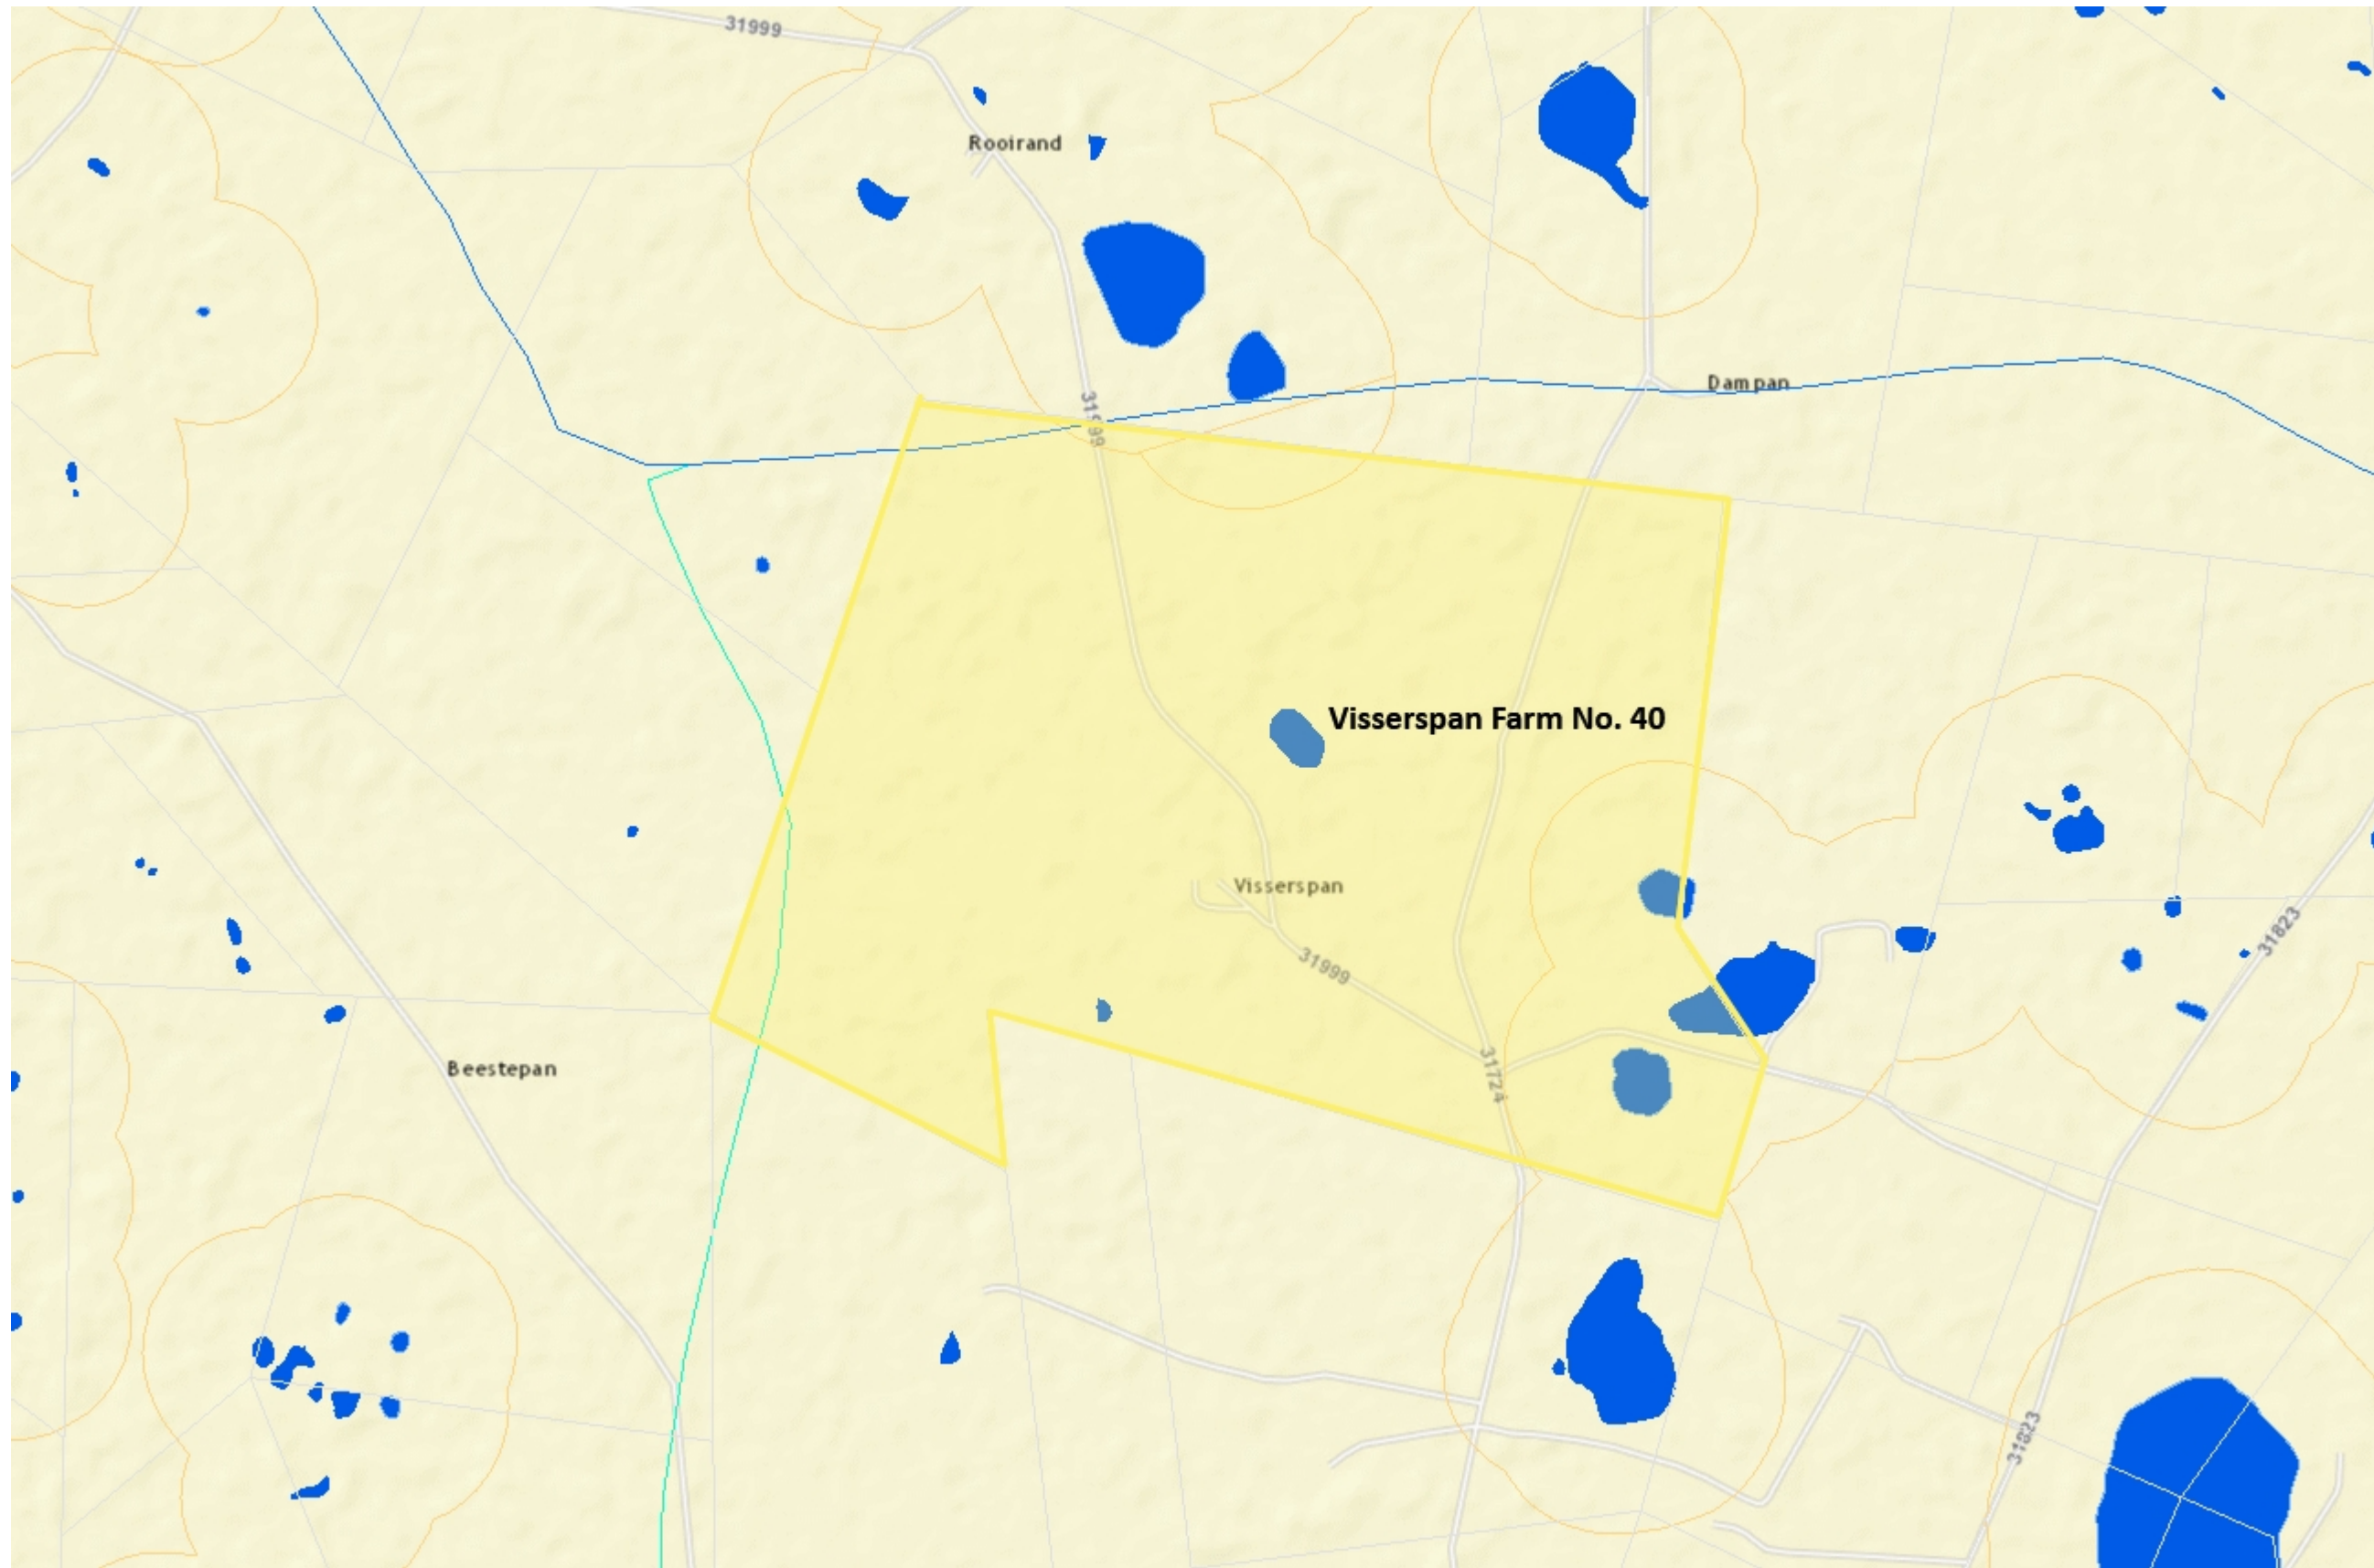 31999
Rooirand
Dampan
31999
Visserspan Farm No. 40
Visserspan
31999
31823
31724
Beestepan
31823